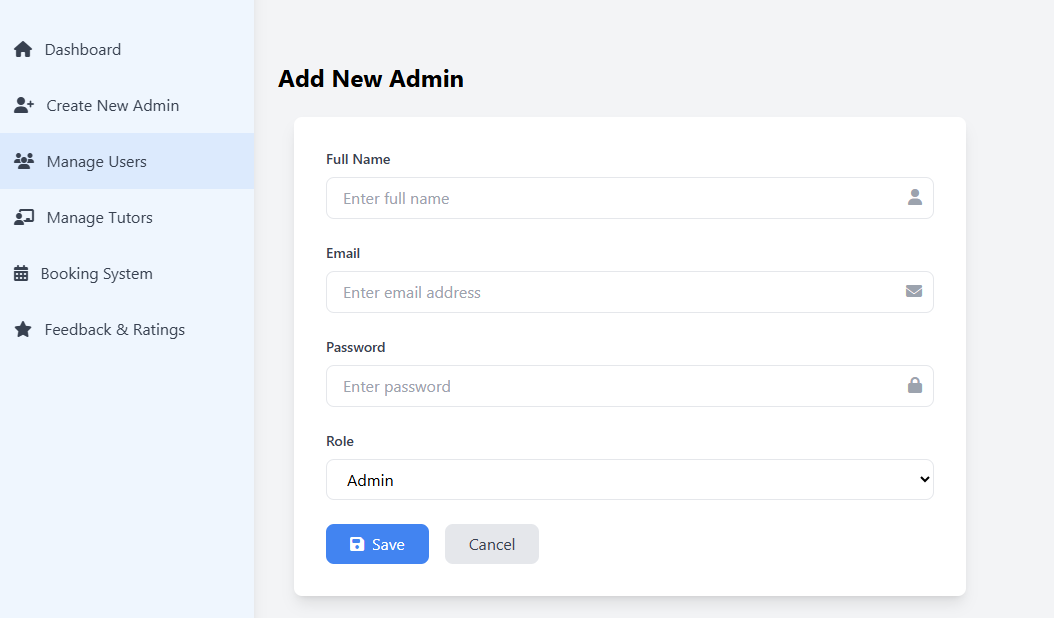 Dashboard
Create New Admin
Manage Users
Manage Tutors
Booking System
Feedback & Ratings
Add New Admin
Full Name
Enter full name
Email
Enter email address
Password
Enter password
Role
Admin
Save Cancel